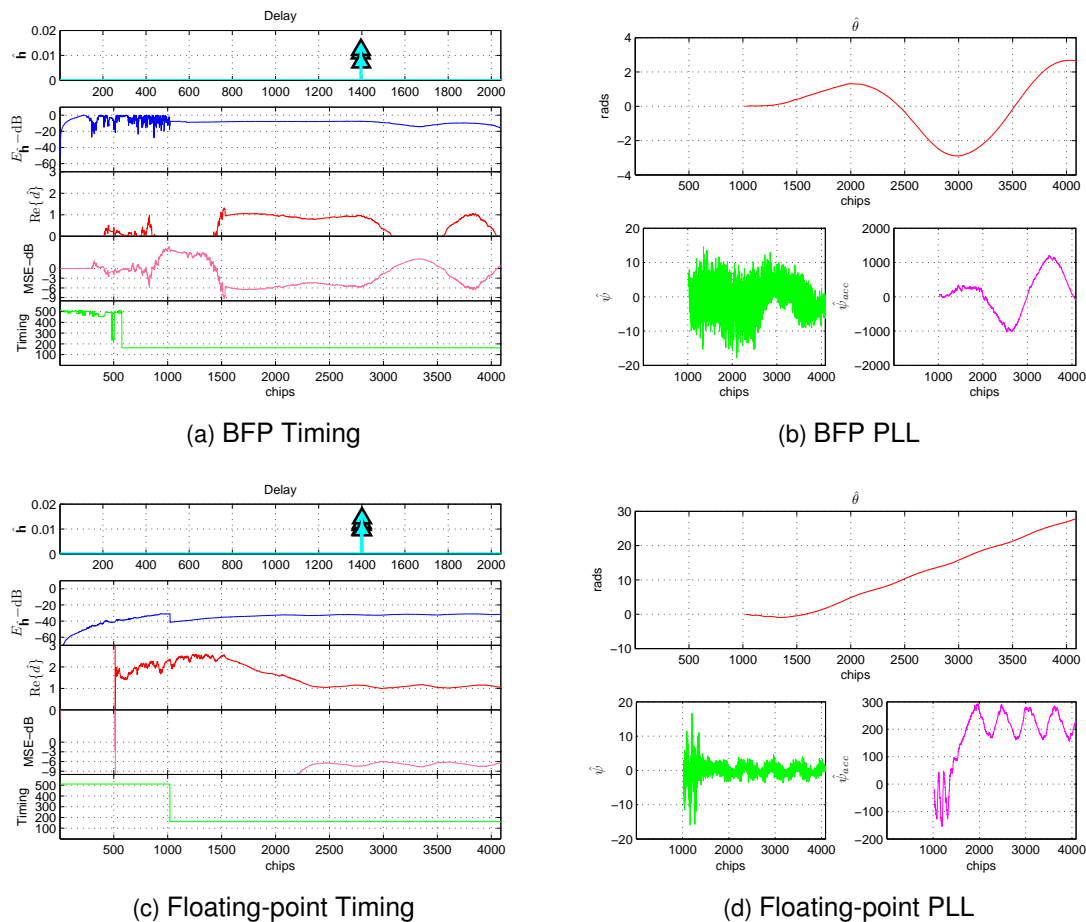 Delay
0 200 400 600 800 1000 1200 1400 1600 1800 2000
0.02
0.01
0
ĥ
0
−20
−40
−60
E_ĥ−dB
3
2
1
0
Re{d̂}
0
−3
−6
−9
MSE−dB
500
400
300
200
100
Timing
500 1000 1500 2000 2500 3000 3500 4000
chips
(a) BFP Timing
θ̂
4
2
0
−2
−4
rads
500 1000 1500 2000 2500 3000 3500 4000
chips
20
10
0
−10
−20
ψ̂
1000 2000 3000 4000
chips
2000
1000
0
−1000
−2000
ψ̂_acc
1000 2000 3000 4000
chips
(b) BFP PLL
Delay
0 200 400 600 800 1000 1200 1400 1600 1800 2000
0.02
0.01
0
ĥ
0
−20
−40
−60
E_ĥ−dB
3
2
1
0
Re{d̂}
0
−3
−6
−9
MSE−dB
500
400
300
200
100
Timing
500 1000 1500 2000 2500 3000 3500 4000
chips
(c) Floating-point Timing
θ̂
30
20
10
0
−10
rads
500 1000 1500 2000 2500 3000 3500 4000
chips
20
10
0
−10
−20
ψ̂
1000 2000 3000 4000
chips
300
200
100
0
−100
−200
ψ̂_acc
1000 2000 3000 4000
chips
(d) Floating-point PLL